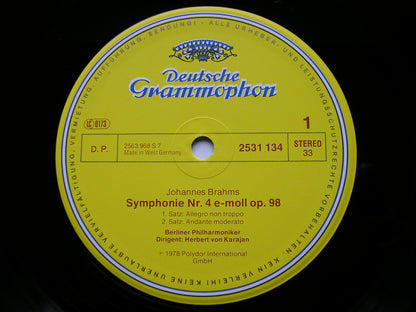 ALLE URHEBER- UND LEISTUNGSSCHUTZRECHTE VORBEHALTEN · KEIN VERLEIH! KEINE UNERLAUBTE VERVIELFÄLTIGUNG, VERMIETUNG, AUFFÜHRUNG, SENDUNG! ·
Deutsche
Grammophon
LC 0173
1
D. P.
2563 968 S 7
Made in West Germany
2531 134
STEREO
33
Johannes Brahms
Symphonie Nr. 4 e-moll op. 98
1. Satz: Allegro non troppo
2. Satz: Andante moderato
Berliner Philharmoniker
Dirigent: Herbert von Karajan
℗ 1978 Polydor International
GmbH